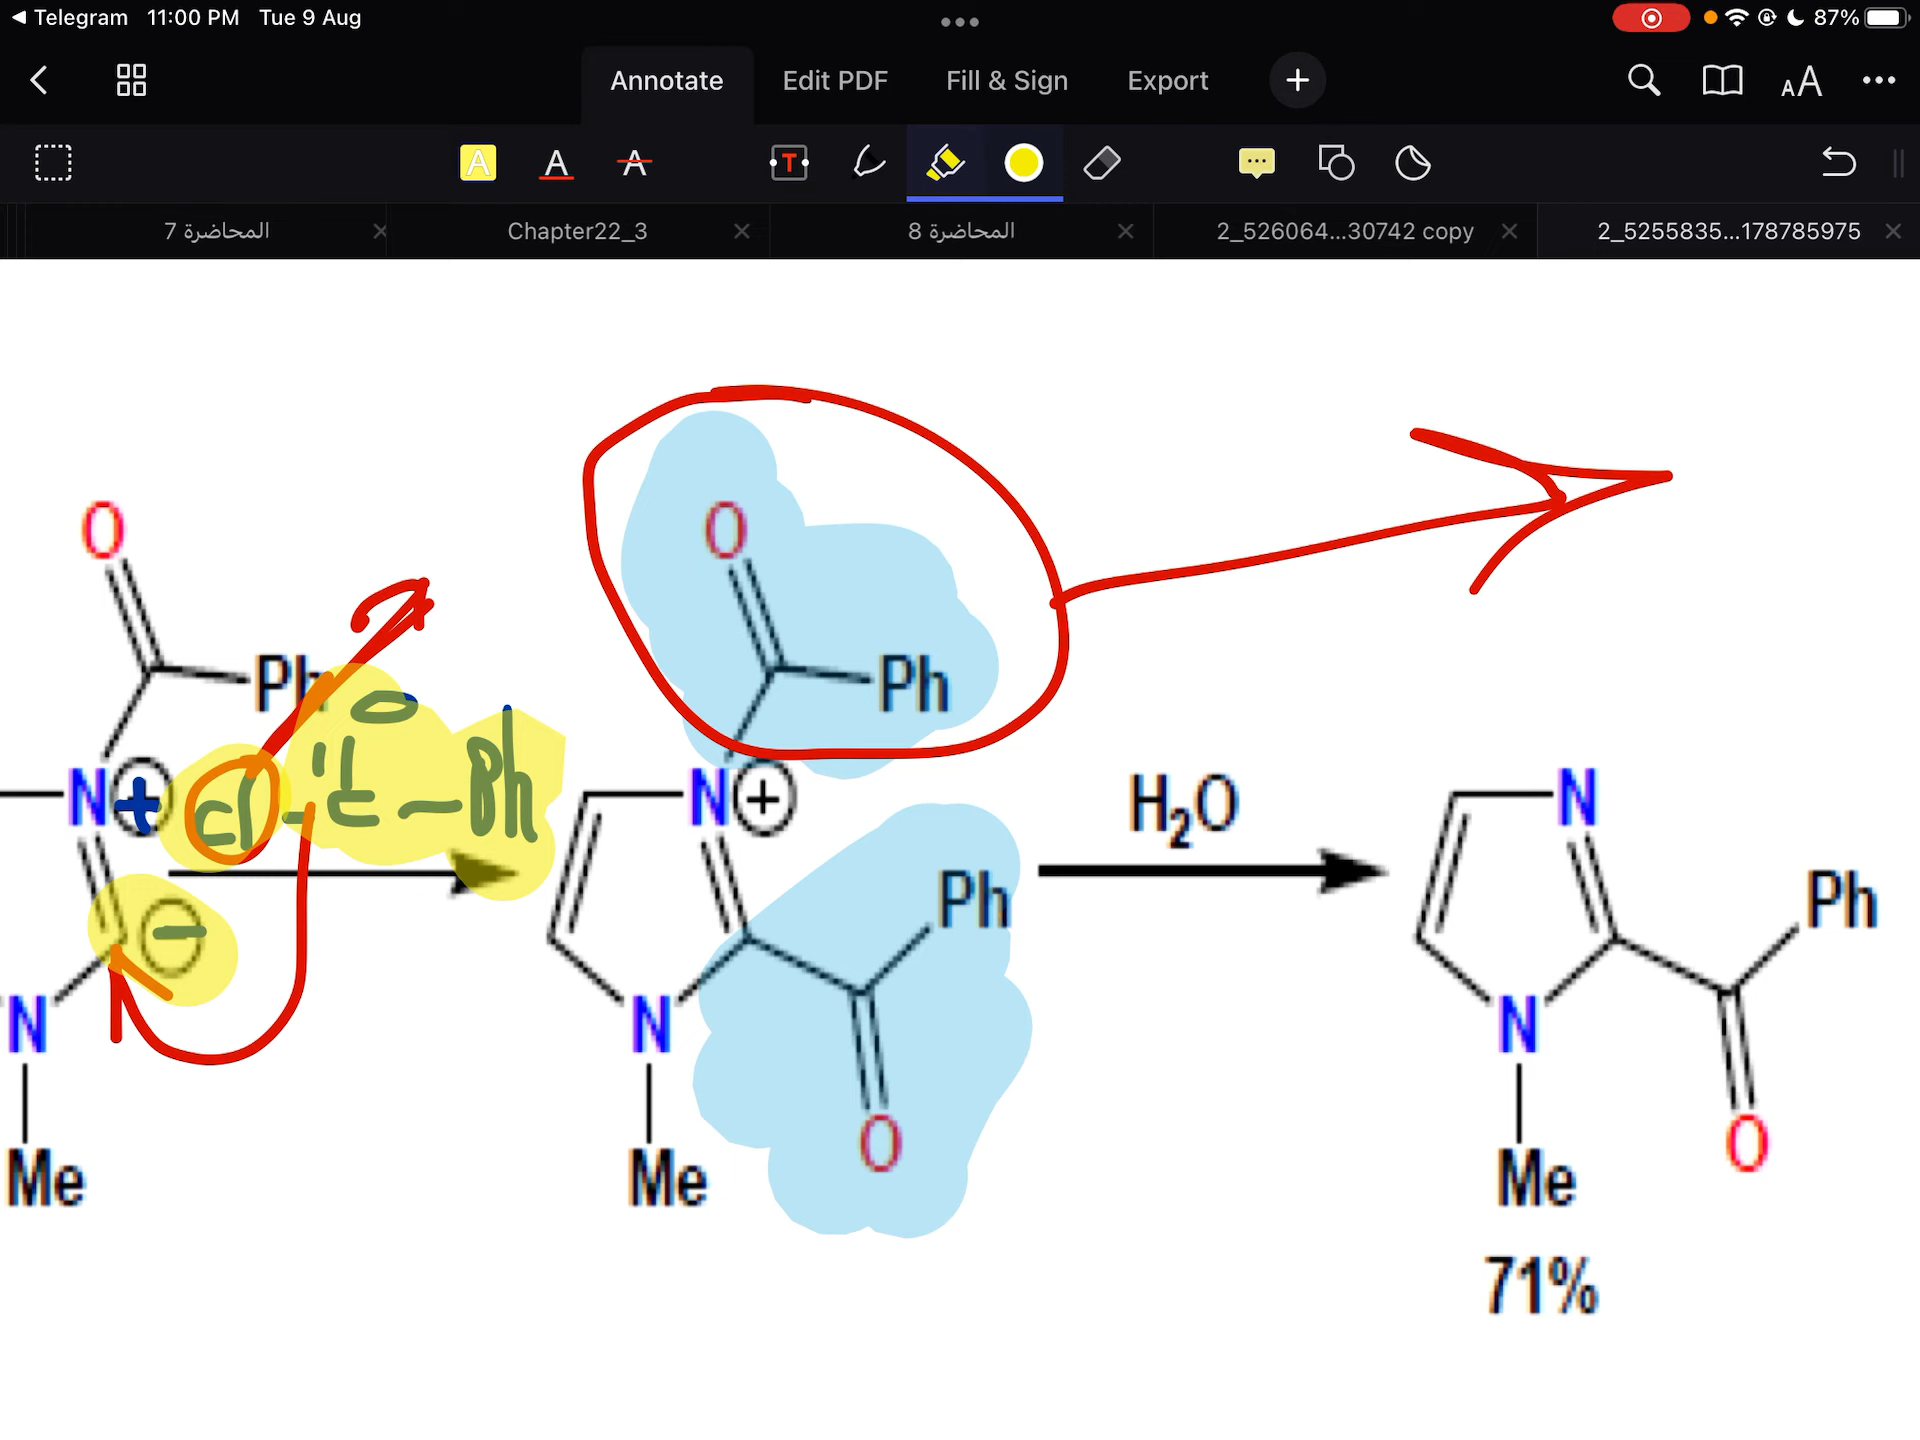 Telegram 11:00 PM Tue 9 Aug
87%
Annotate Edit PDF Fill & Sign Export
AA
A A A T
المحاضرة 7
Chapter22_3
المحاضرة 8
2_526064...30742 copy
2_5255835...178785975
O
Ph
N +
Cl - C - Ph
O
−
N
Me
O
Ph
N +
Ph
N
O
Me
H₂O
N
Ph
N
O
Me
71%